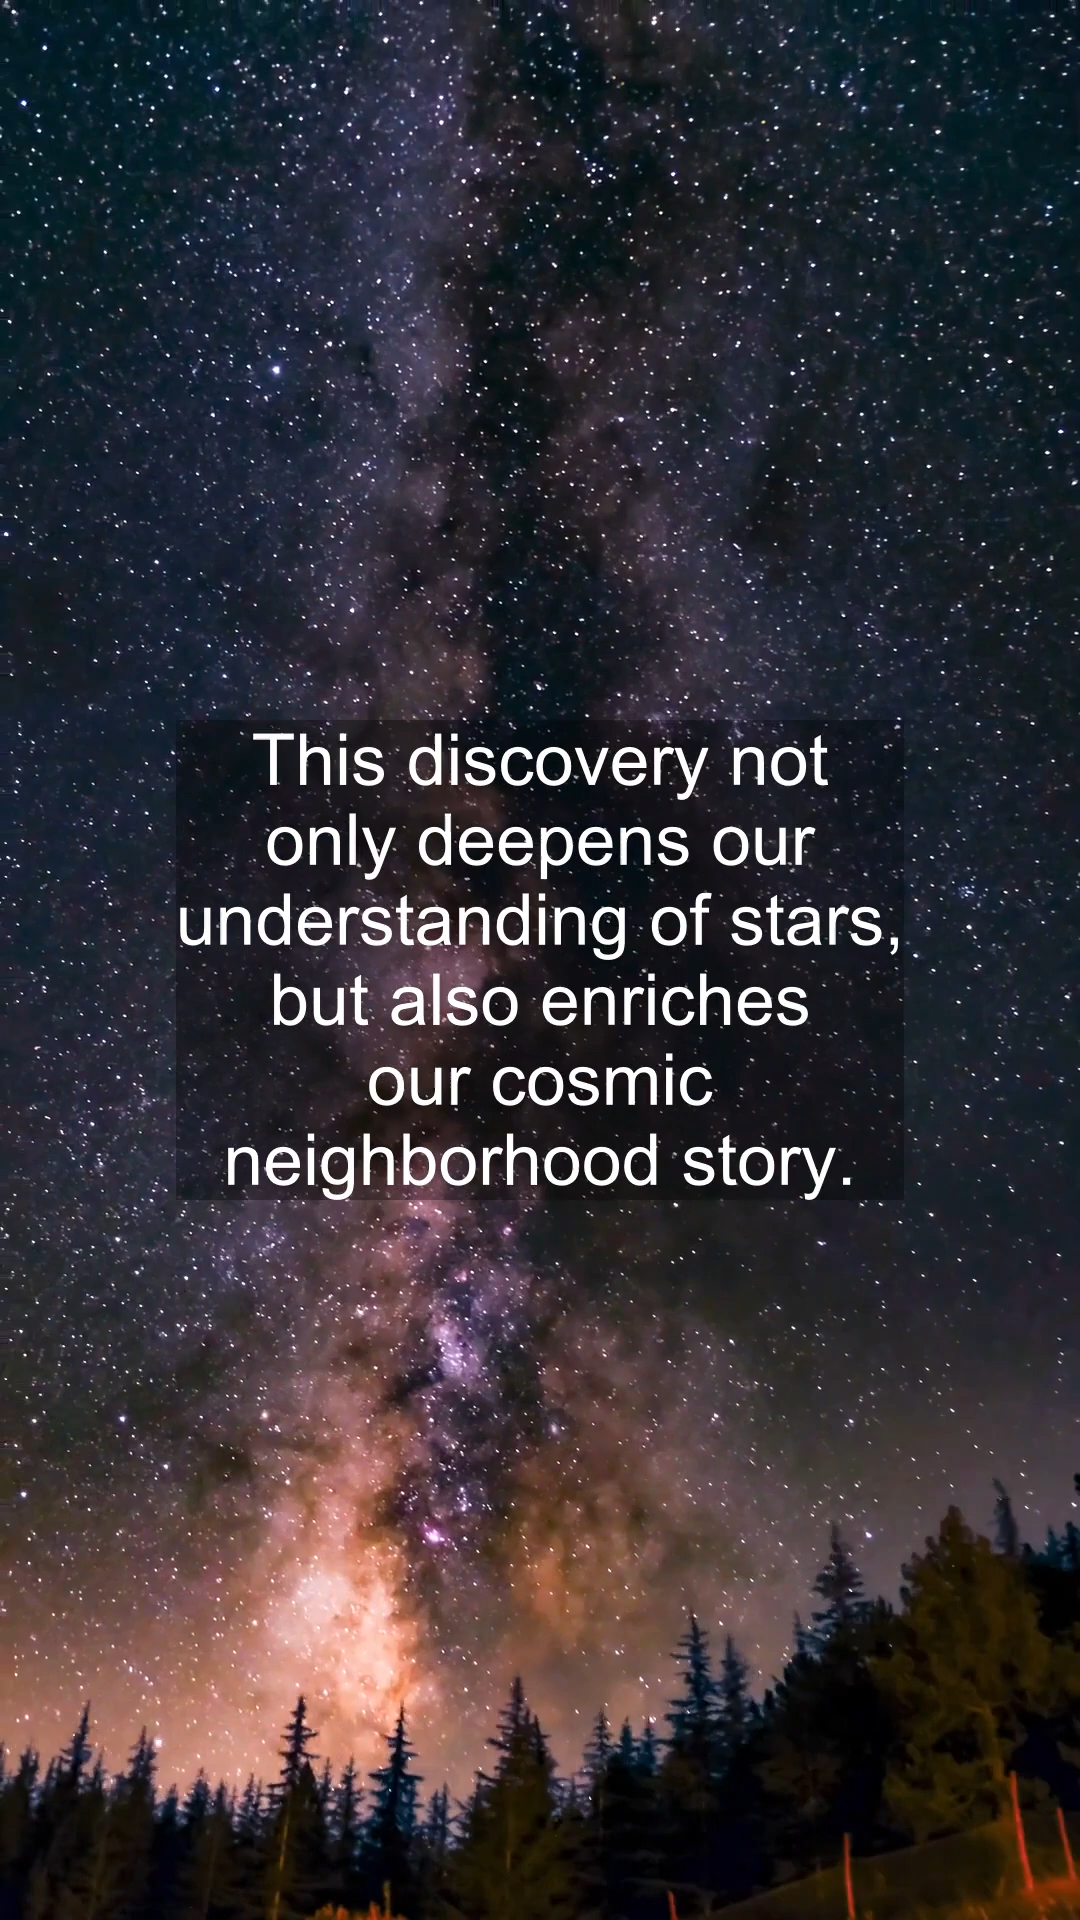 This discovery not
only deepens our
understanding of stars,
but also enriches
our cosmic
neighborhood story.